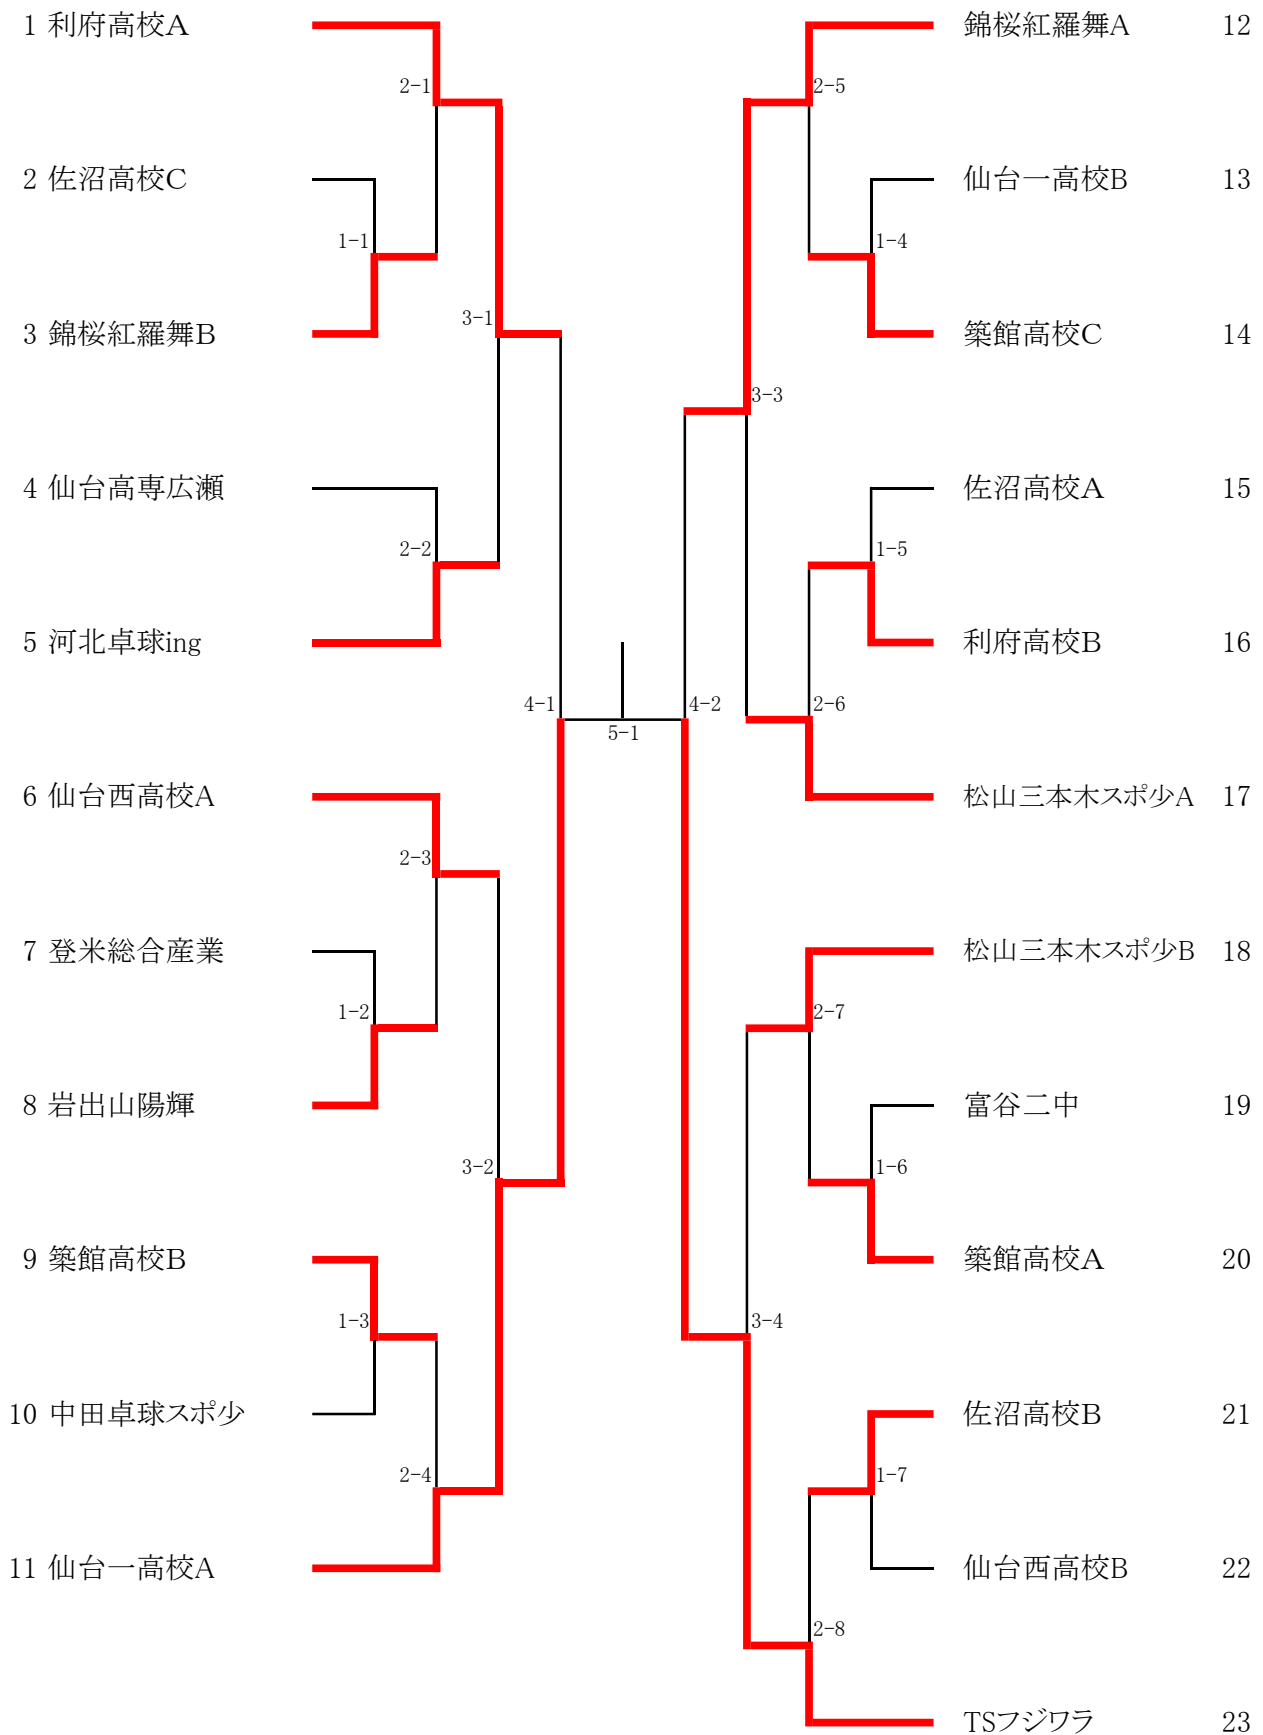 1 利府高校A
錦桜紅羅舞A 12
2-1
2-5
2 佐沼高校C
仙台一高校B 13
1-1
1-4
3 錦桜紅羅舞B
3-1
築館高校C 14
3-3
4 仙台高専広瀬
佐沼高校A 15
2-2
1-5
5 河北卓球ing
利府高校B 16
4-1
4-2
2-6
5-1
6 仙台西高校A
松山三本木スポ少A 17
2-3
7 登米総合産業
松山三本木スポ少B 18
1-2
2-7
8 岩出山陽輝
富谷二中 19
3-2
1-6
9 築館高校B
築館高校A 20
1-3
3-4
10 中田卓球スポ少
佐沼高校B 21
2-4
1-7
11 仙台一高校A
仙台西高校B 22
2-8
TSフジワラ 23